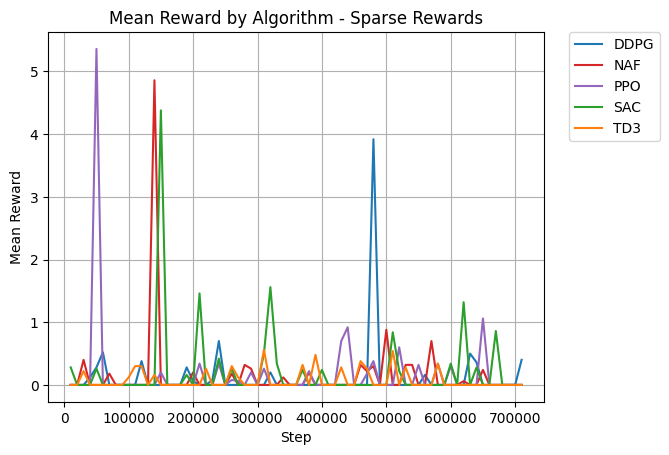 Mean Reward by Algorithm - Sparse Rewards
DDPG
NAF
PPO
SAC
TD3
Mean Reward
5
4
3
2
1
0
0
100000
200000
300000
400000
500000
600000
700000
Step